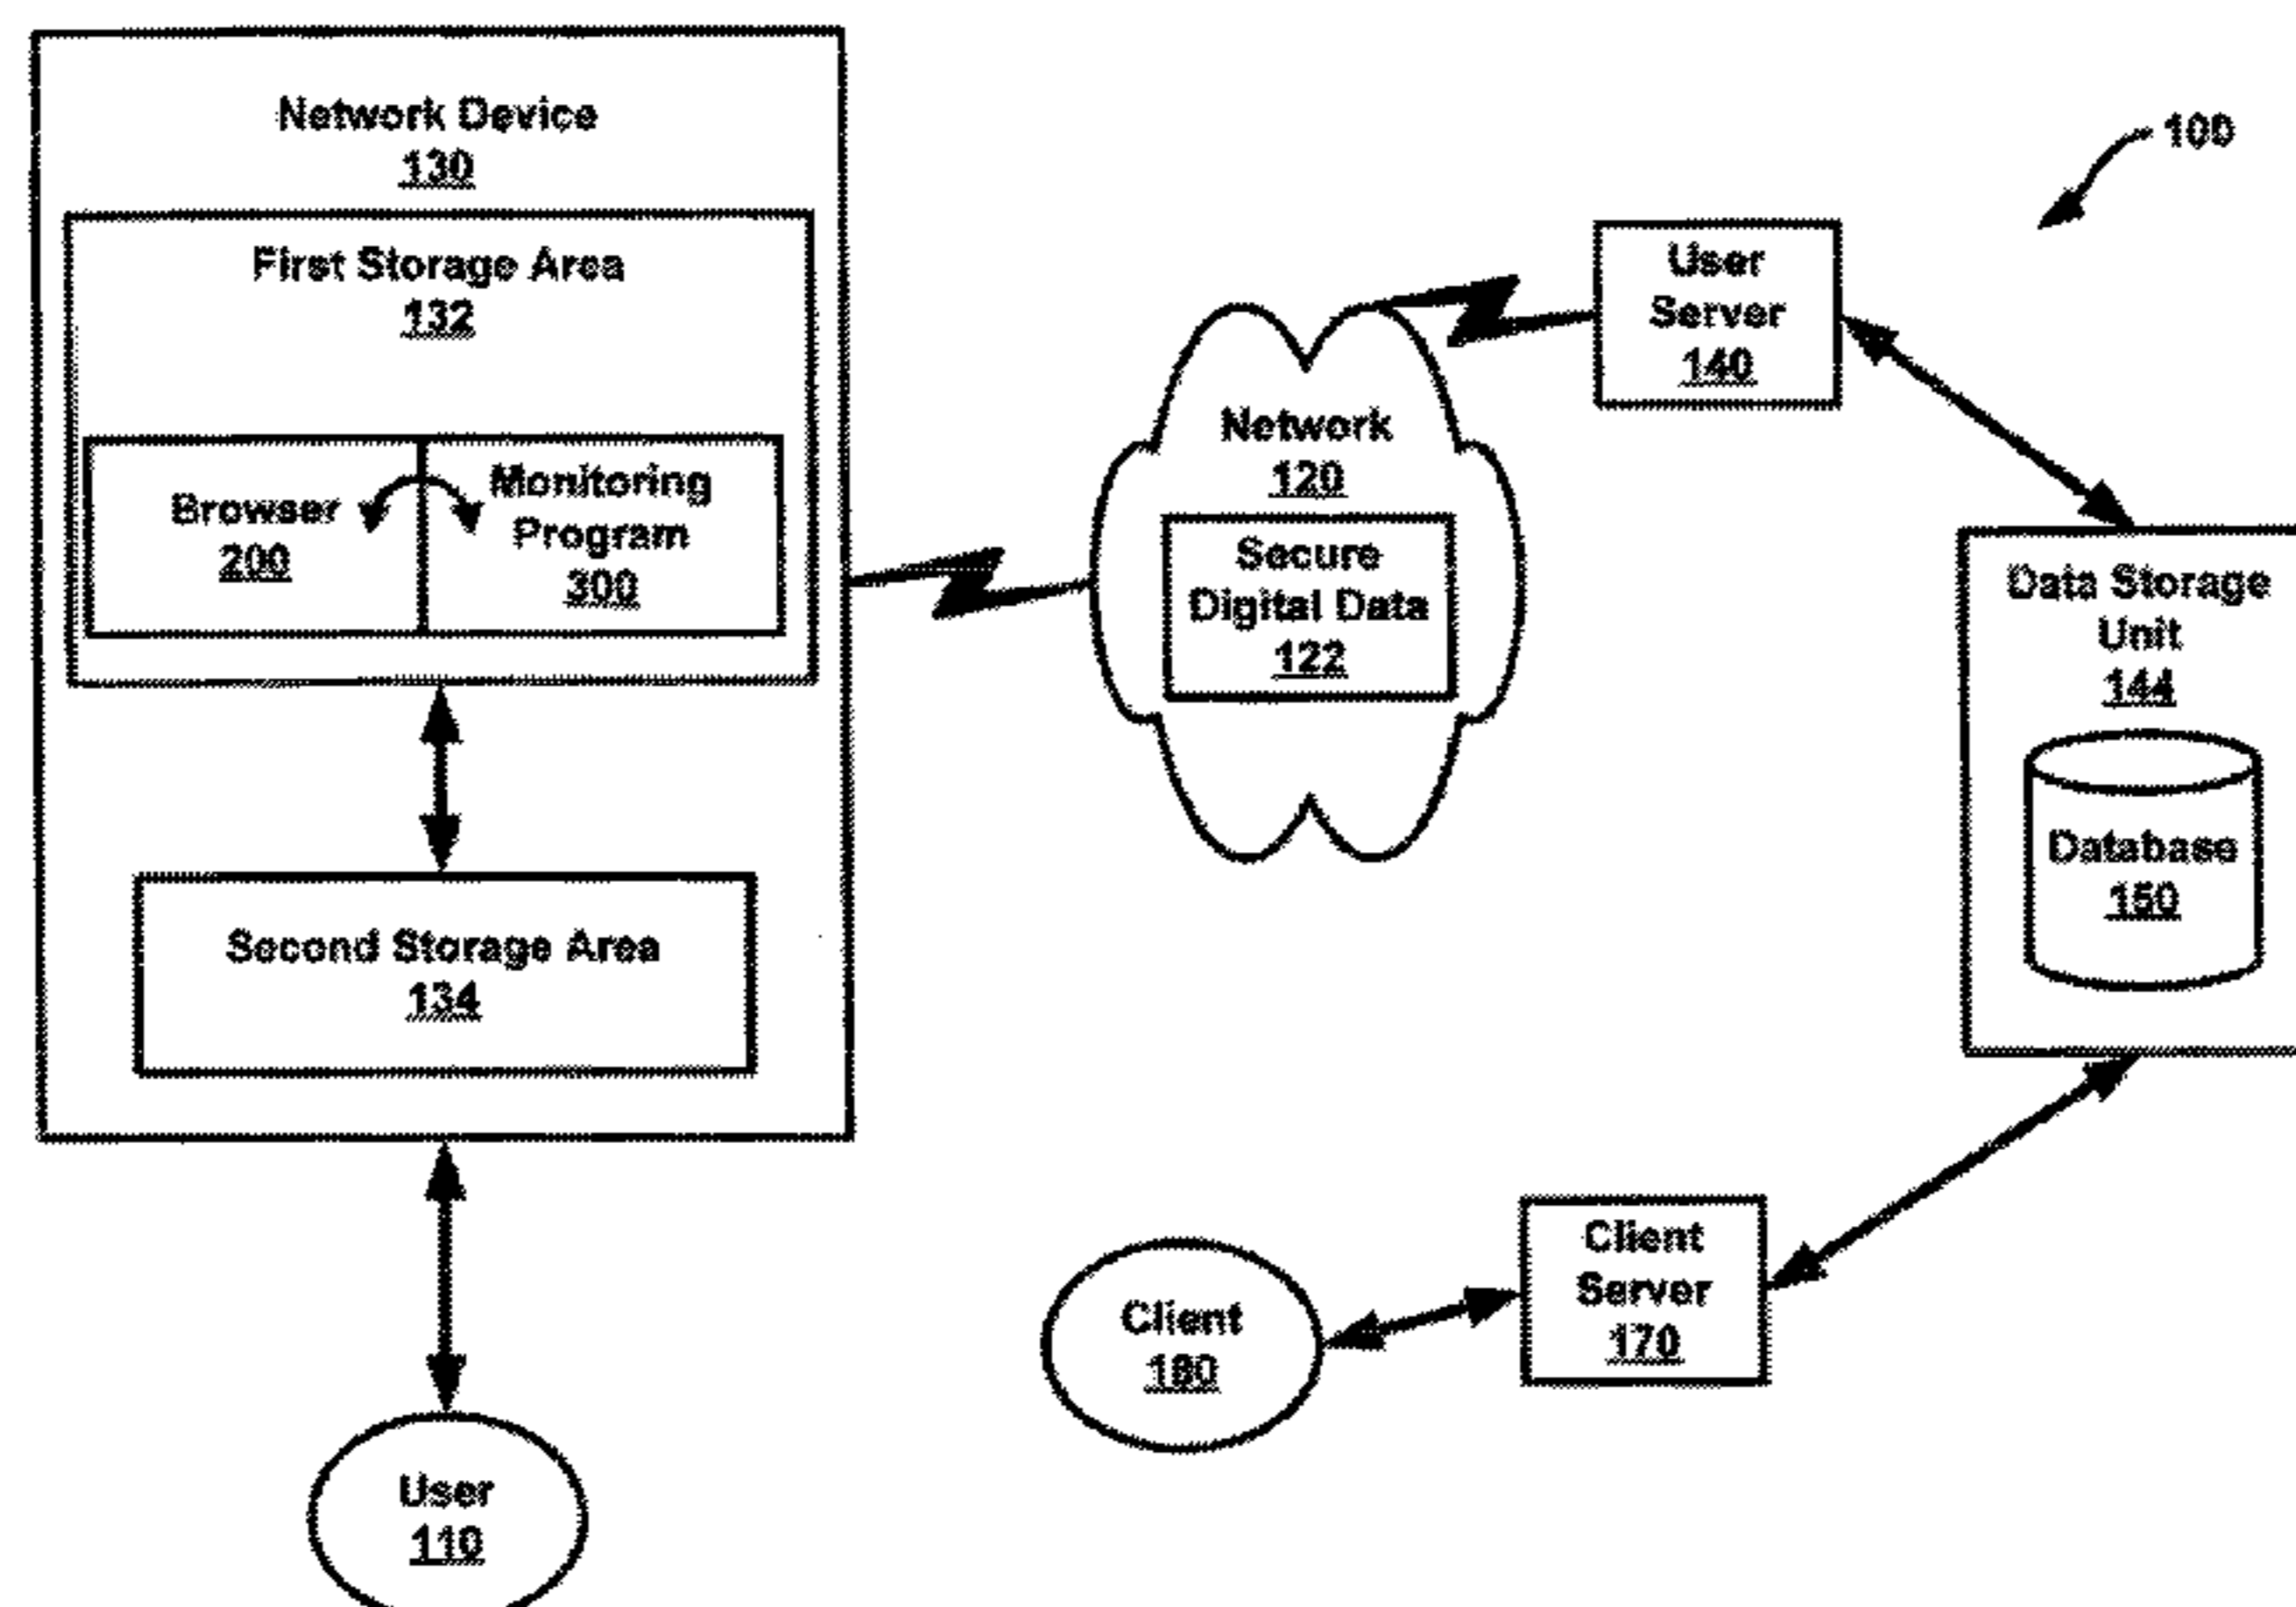 Network Device
130
First Storage Area
132
Browser
200
Monitoring
Program
300
Second Storage Area
134
User
110
Network
120
Secure
Digital Data
122
100
User
Server
140
Data Storage
Unit
144
Database
150
Client
Server
170
Client
180